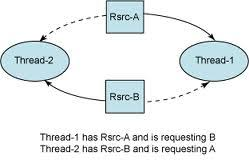 Rsrc-A
Thread-2
Thread-1
Rsrc-B
Thread-1 has Rsrc-A and is requesting B
Thread-2 has Rsrc-B and is requesting A